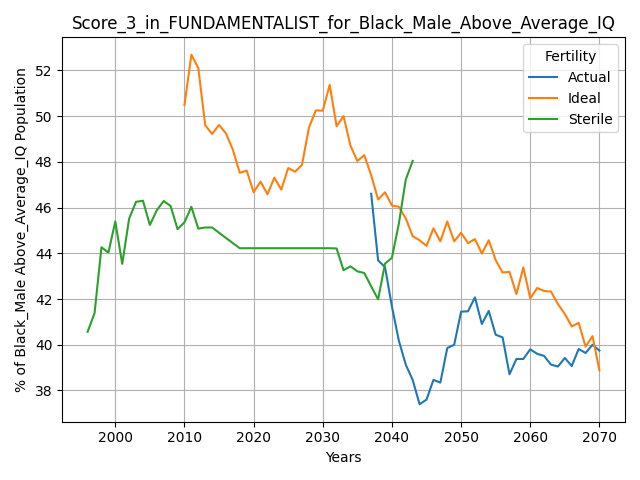 Score_3_in_FUNDAMENTALIST_for_Black_Male_Above_Average_IQ
Fertility
Actual
Ideal
Sterile
% of Black_Male Above_Average_IQ Population
52
50
48
46
44
42
40
38
2000 2010 2020 2030 2040 2050 2060 2070
Years